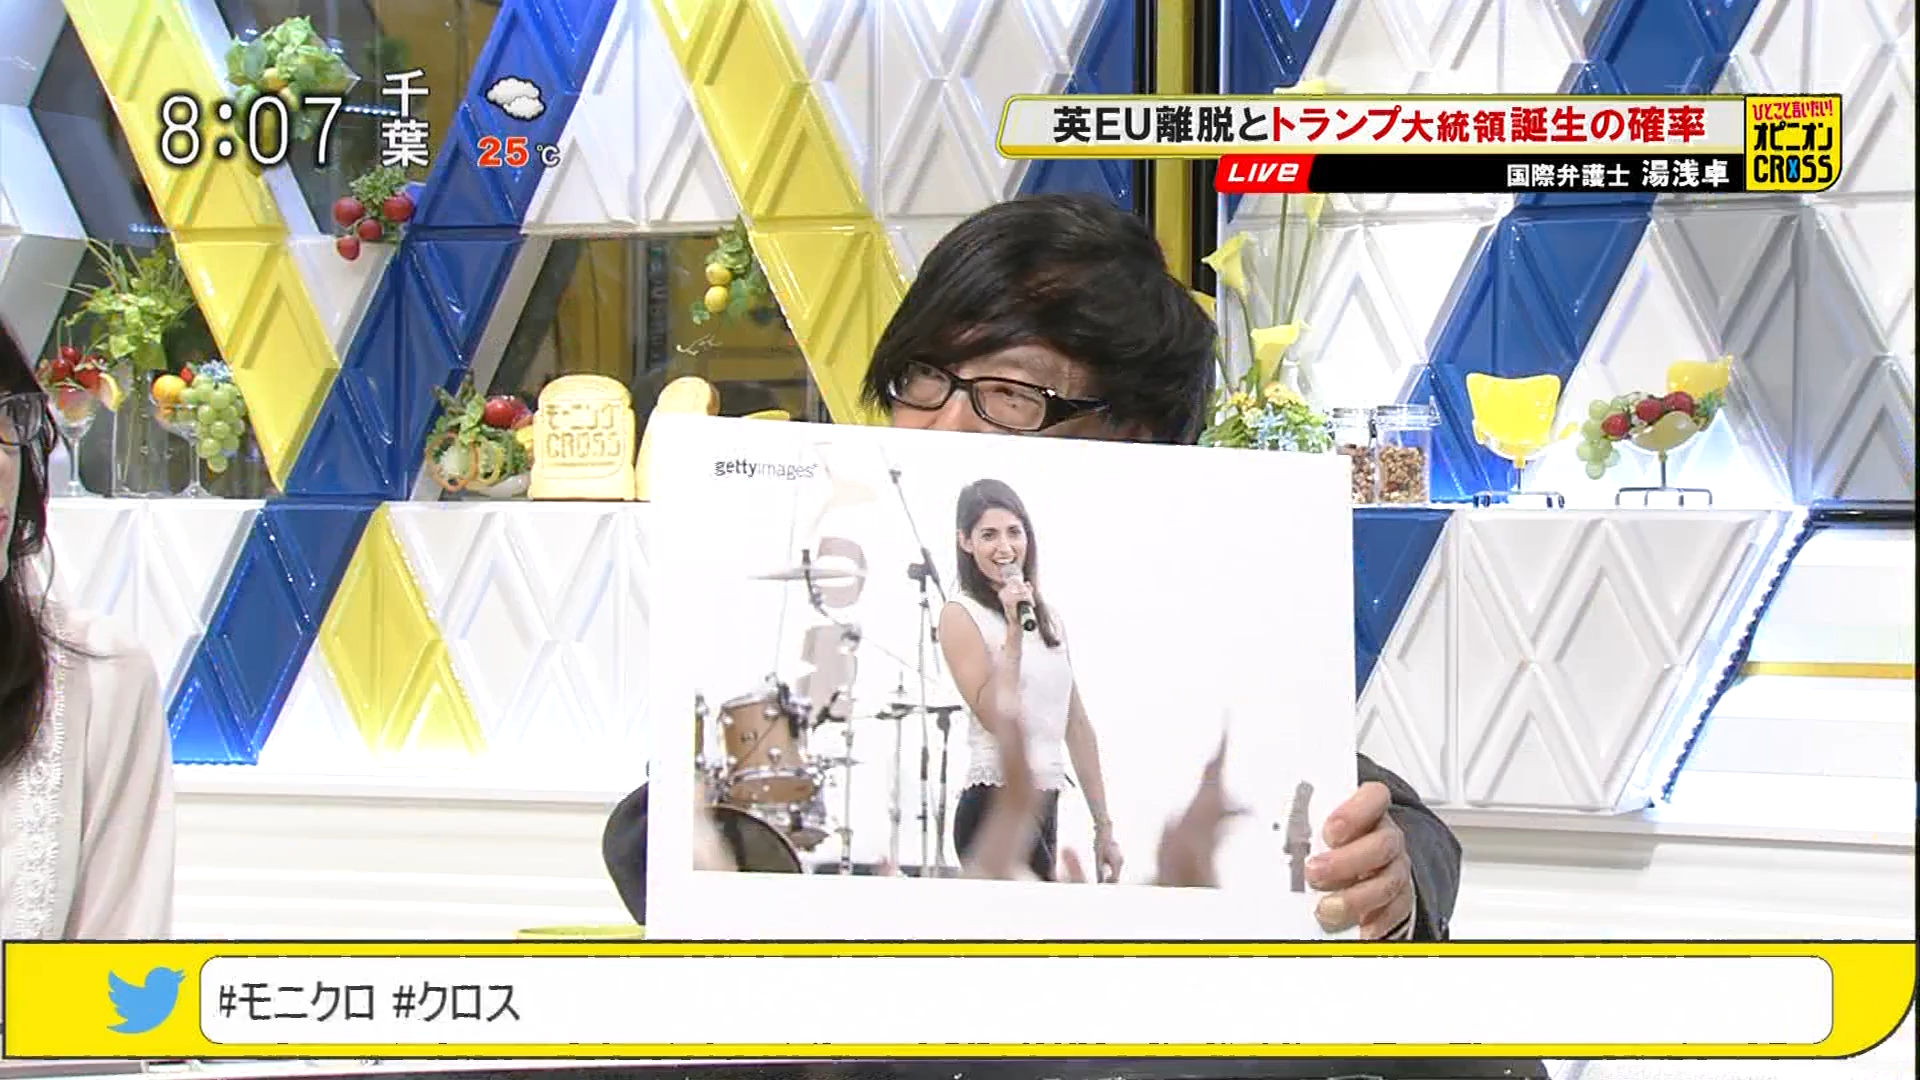 8:07
千葉
25℃
英EU離脱とトランプ大統領誕生の確率
ひとこと言いたい!
オピニオン
CROSS
LIVE
国際弁護士 湯浅卓
モーニング
CROSS
gettyimages
#モニクロ #クロス